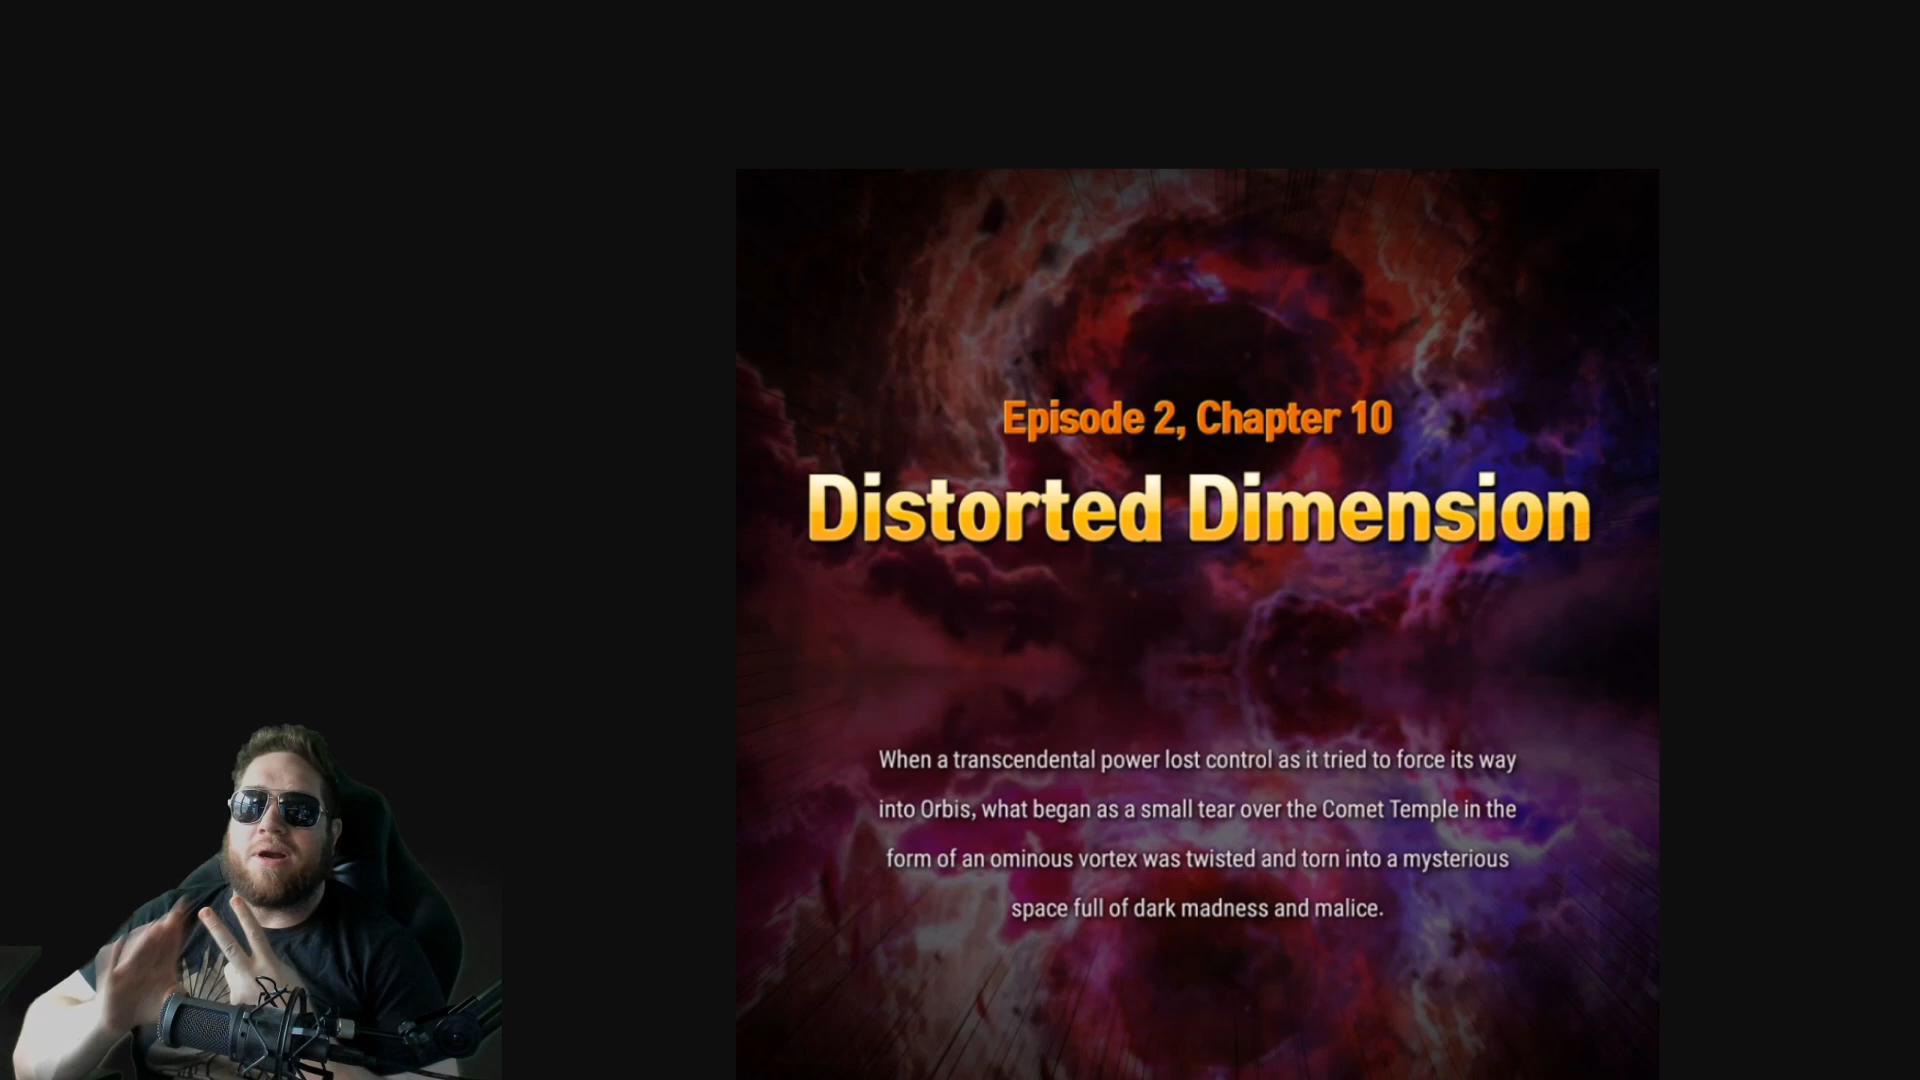 Episode 2, Chapter 10
Distorted Dimension
When a transcendental power lost control as it tried to force its way
into Orbis, what began as a small tear over the Comet Temple in the
form of an ominous vortex was twisted and torn into a mysterious
space full of dark madness and malice.